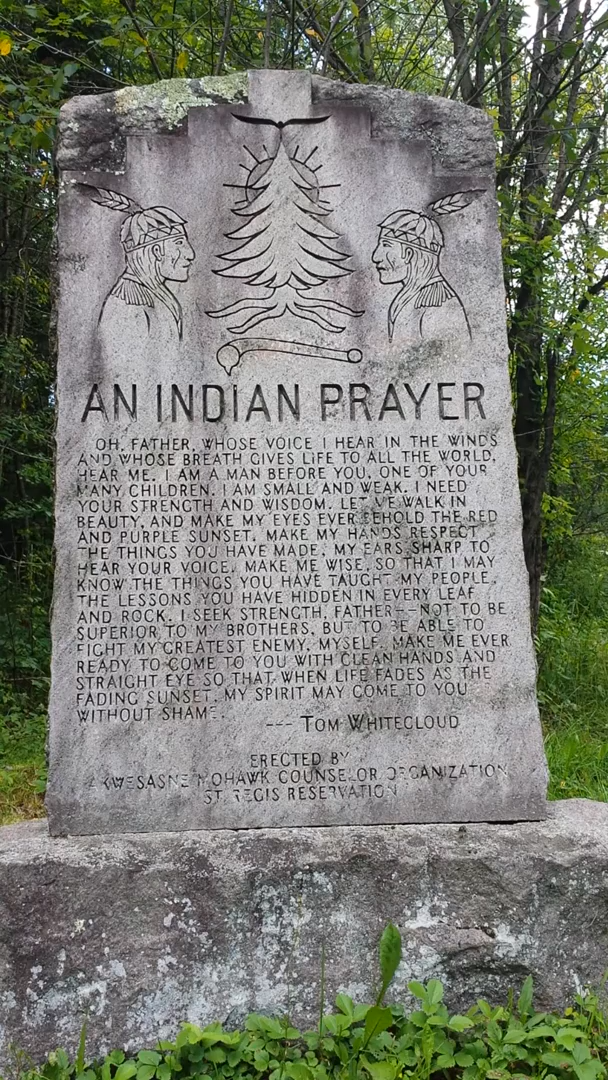 AN INDIAN PRAYER
OH, FATHER, WHOSE VOICE I HEAR IN THE WINDS
AND WHOSE BREATH GIVES LIFE TO ALL THE WORLD,
HEAR ME. I AM A MAN BEFORE YOU, ONE OF YOUR
MANY CHILDREN. I AM SMALL AND WEAK. I NEED
YOUR STRENGTH AND WISDOM. LET ME WALK IN
BEAUTY, AND MAKE MY EYES EVER BEHOLD THE RED
AND PURPLE SUNSET. MAKE MY HANDS RESPECT
THE THINGS YOU HAVE MADE, MY EARS SHARP TO
HEAR YOUR VOICE. MAKE ME WISE, SO THAT I MAY
KNOW THE THINGS YOU HAVE TAUGHT MY PEOPLE,
THE LESSONS YOU HAVE HIDDEN IN EVERY LEAF
AND ROCK. I SEEK STRENGTH, FATHER--NOT TO BE
SUPERIOR TO MY BROTHERS, BUT TO BE ABLE TO
FIGHT MY GREATEST ENEMY, MYSELF. MAKE ME EVER
READY TO COME TO YOU WITH CLEAN HANDS AND
STRAIGHT EYE SO THAT, WHEN LIFE FADES AS THE
FADING SUNSET, MY SPIRIT MAY COME TO YOU
WITHOUT SHAME.
--- TOM WHITECLOUD
ERECTED BY
AKWESASNE MOHAWK COUNSELOR ORGANIZATION
ST. REGIS RESERVATION